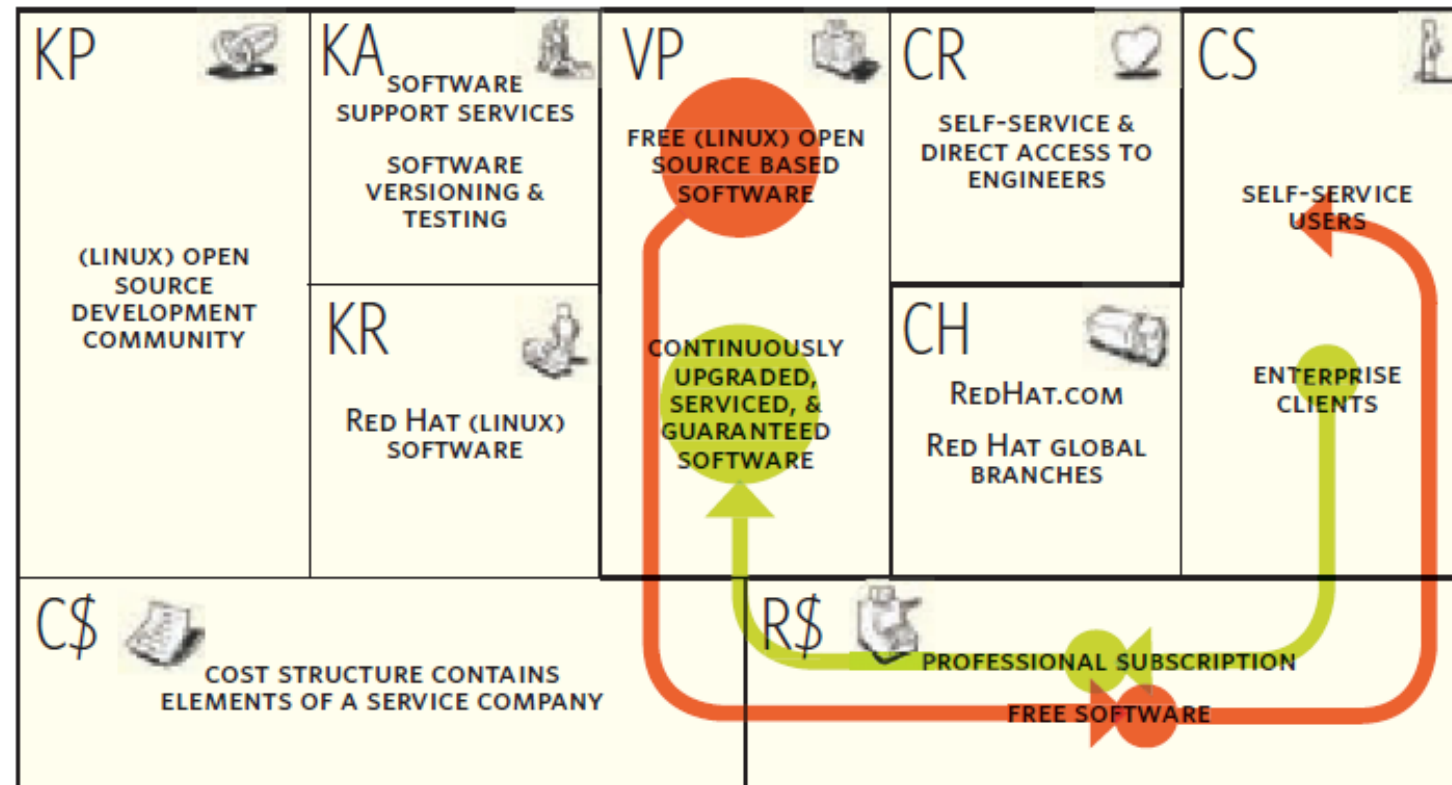 KP
(LINUX) OPEN
SOURCE
DEVELOPMENT
COMMUNITY
KA
SOFTWARE
SUPPORT SERVICES
SOFTWARE
VERSIONING &
TESTING
KR
RED HAT (LINUX)
SOFTWARE
VP
FREE (LINUX) OPEN
SOURCE BASED
SOFTWARE
CONTINUOUSLY
UPGRADED,
SERVICED, &
GUARANTEED
SOFTWARE
CR
SELF-SERVICE &
DIRECT ACCESS TO
ENGINEERS
CH
REDHAT.COM
RED HAT GLOBAL
BRANCHES
CS
SELF-SERVICE
USERS
ENTERPRISE
CLIENTS
C$
COST STRUCTURE CONTAINS
ELEMENTS OF A SERVICE COMPANY
R$
PROFESSIONAL SUBSCRIPTION
FREE SOFTWARE